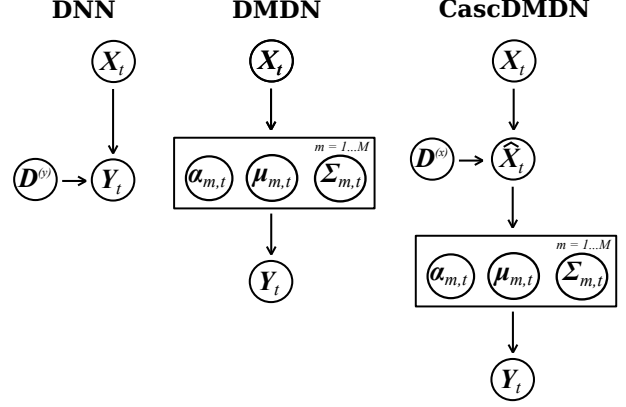 DNN
X_t
D^(y) Y_t
DMDN
X_t
m = 1...M
α_m,t μ_m,t Σ_m,t
Y_t
CascDMDN
X_t
D^(x) X̂_t
m = 1...M
α_m,t μ_m,t Σ_m,t
Y_t